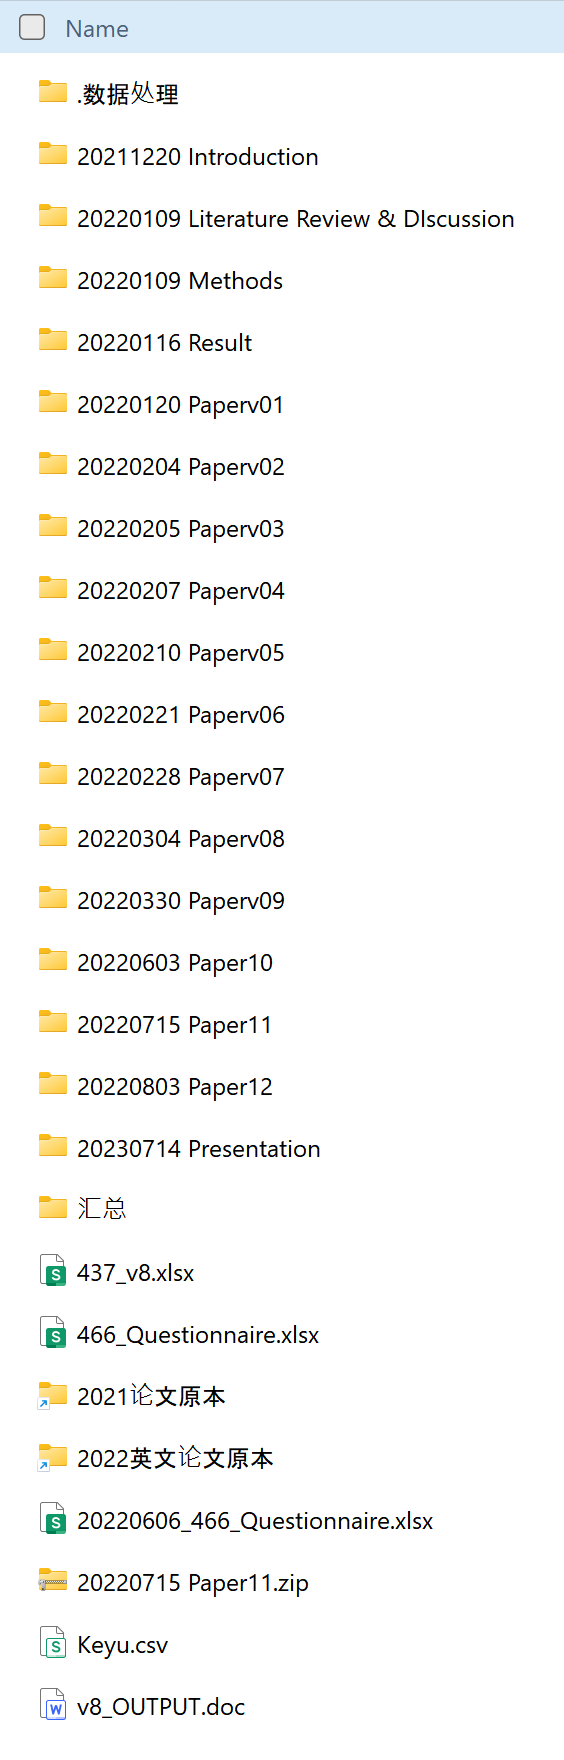 Name
.数据处理
20211220 Introduction
20220109 Literature Review & DIscussion
20220109 Methods
20220116 Result
20220120 Paperv01
20220204 Paperv02
20220205 Paperv03
20220207 Paperv04
20220210 Paperv05
20220221 Paperv06
20220228 Paperv07
20220304 Paperv08
20220330 Paperv09
20220603 Paper10
20220715 Paper11
20220803 Paper12
20230714 Presentation
汇总
437_v8.xlsx
466_Questionnaire.xlsx
2021论文原本
2022英文论文原本
20220606_466_Questionnaire.xlsx
20220715 Paper11.zip
Keyu.csv
v8_OUTPUT.doc